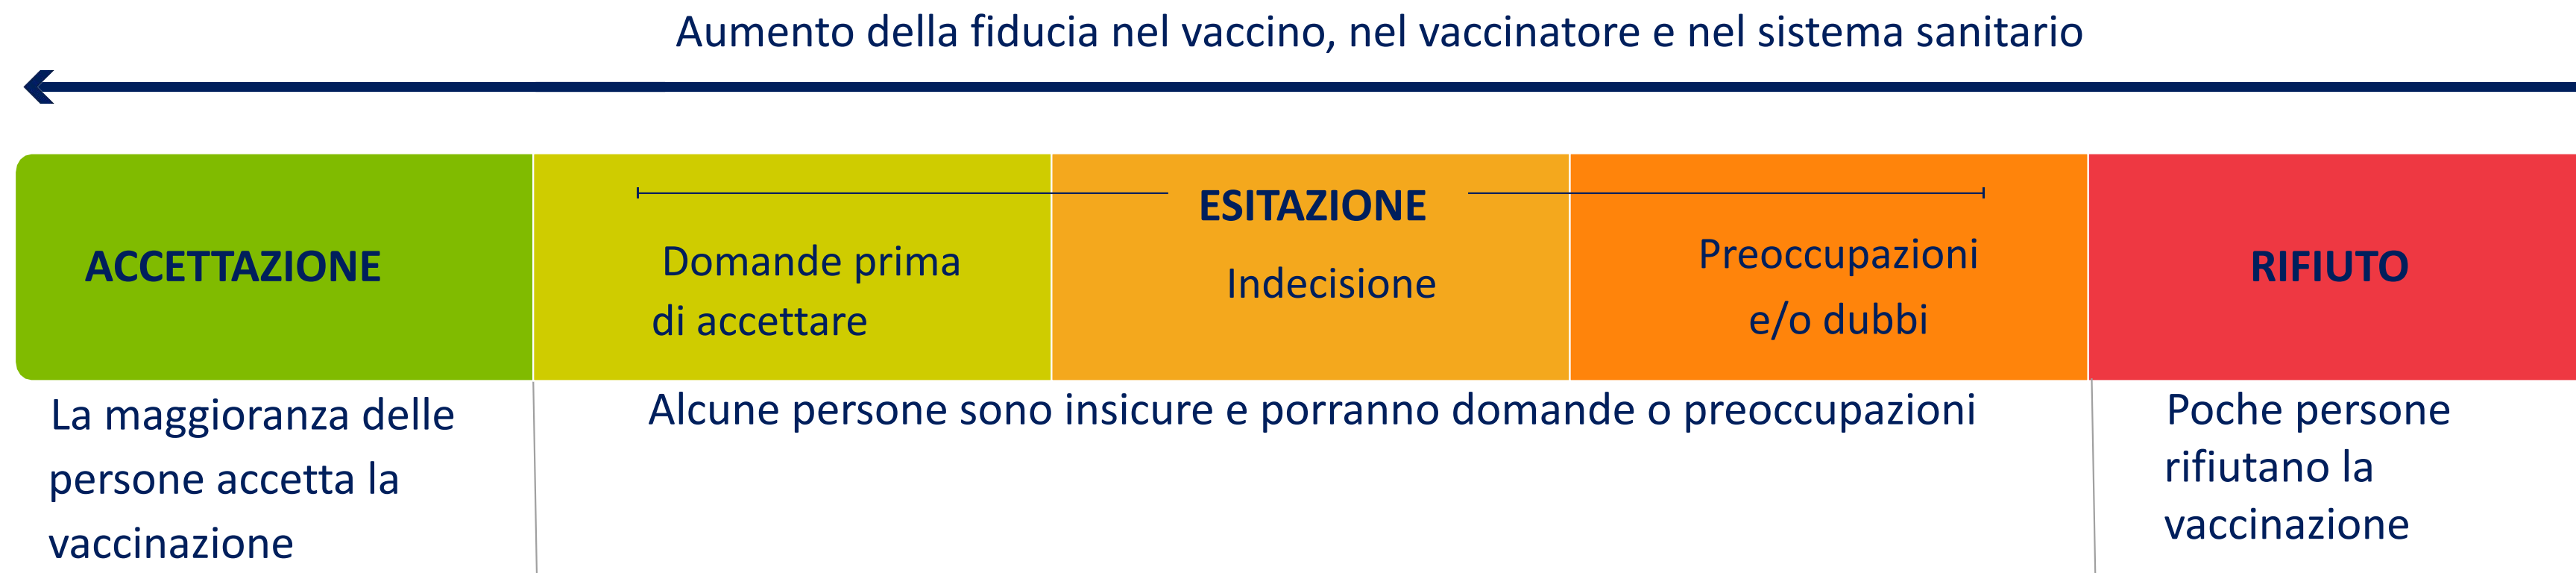 Aumento della fiducia nel vaccino, nel vaccinatore e nel sistema sanitario
ACCETTAZIONE
Domande prima
di accettare
ESITAZIONE
Indecisione
Preoccupazioni
e/o dubbi
RIFIUTO
La maggioranza delle
persone accetta la
vaccinazione
Alcune persone sono insicure e porranno domande o preoccupazioni
Poche persone
rifiutano la
vaccinazione